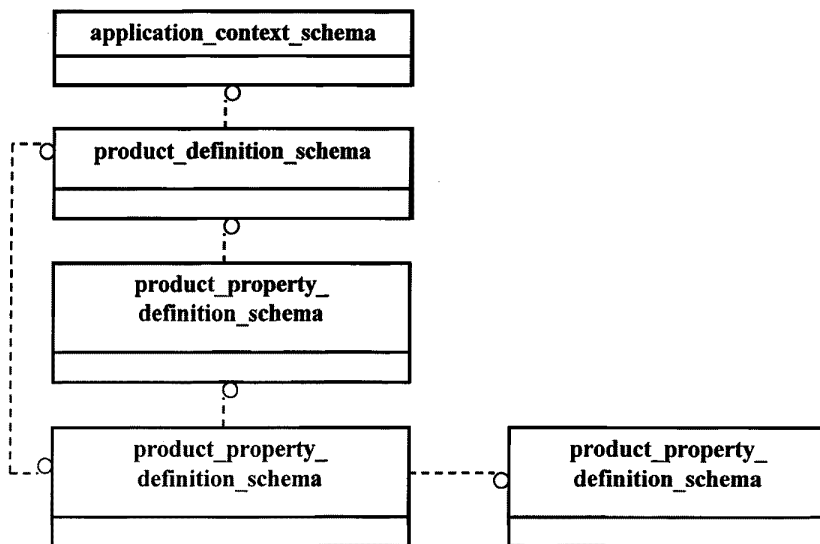 application_context_schema
product_definition_schema
product_property_
definition_schema
product_property_
definition_schema
product_property_
definition_schema